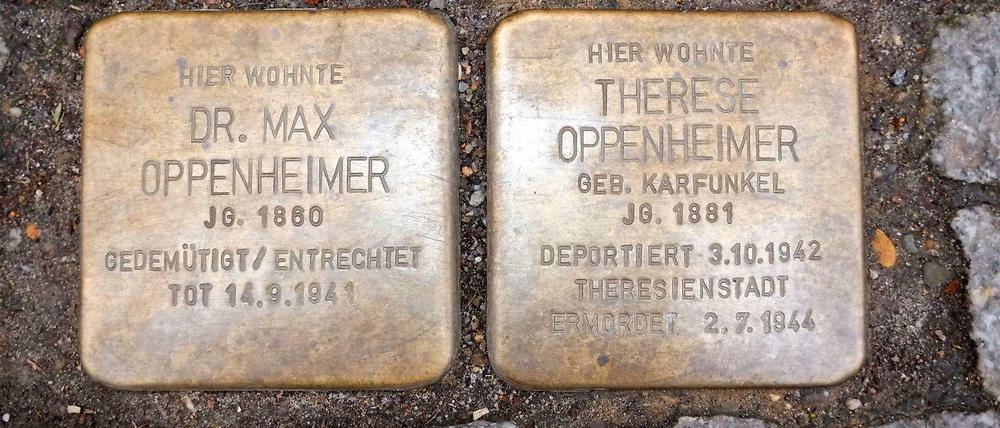 HIER WOHNTE
DR. MAX
OPPENHEIMER
JG. 1860
GEDEMÜTIGT/ENTRECHTET
TOT 14.9.1941
HIER WOHNTE
THERESE
OPPENHEIMER
GEB. KARFUNKEL
JG. 1881
DEPORTIERT 3.10.1942
THERESIENSTADT
ERMORDET 2.7.1944